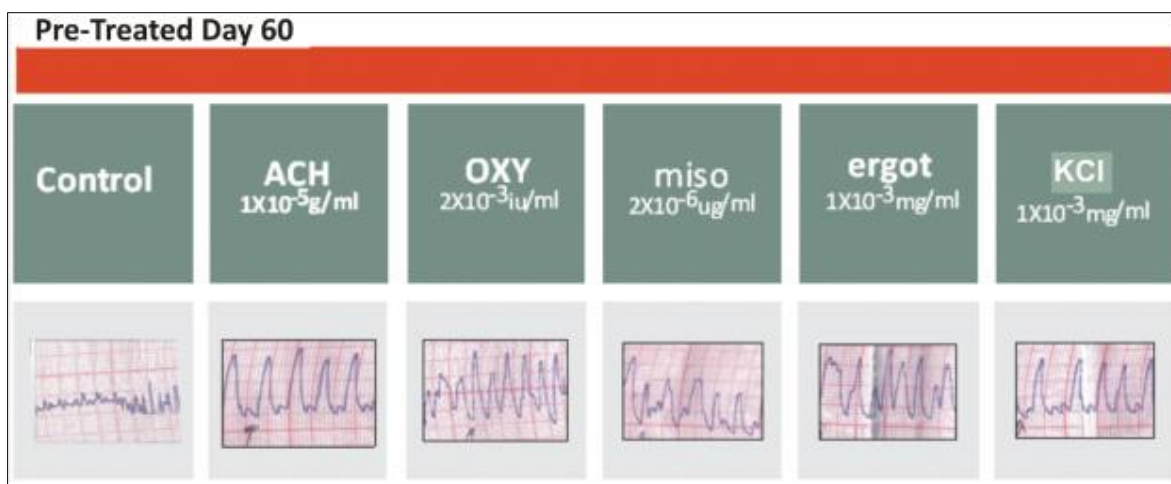 Pre-Treated Day 60
Control
ACH
1X10⁻⁵g/ml
OXY
2X10⁻³iu/ml
miso
2X10⁻⁶ug/ml
ergot
1X10⁻³mg/ml
KCl
1X10⁻³mg/ml